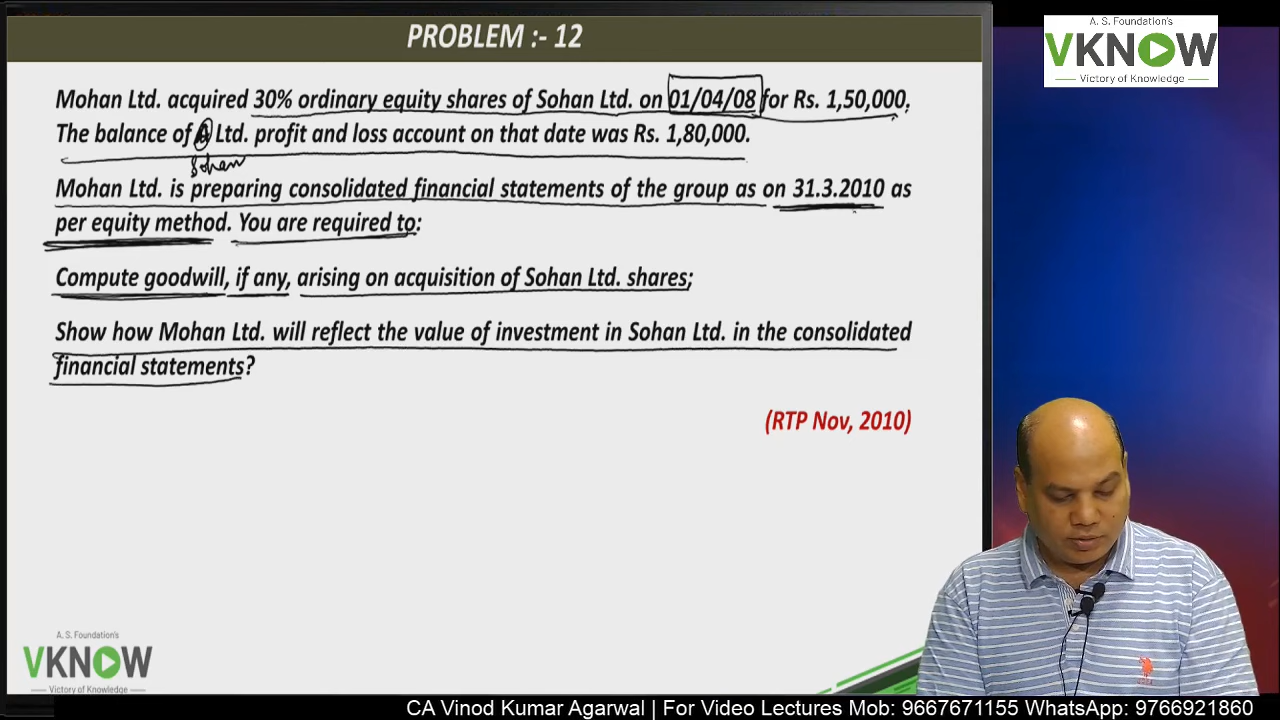 PROBLEM :- 12
A. S. Foundation's
VKNOW
Victory of Knowledge
Mohan Ltd. acquired 30% ordinary equity shares of Sohan Ltd. on 01/04/08 for Rs. 1,50,000.
The balance of A Ltd. profit and loss account on that date was Rs. 1,80,000.
Sohan
Mohan Ltd. is preparing consolidated financial statements of the group as on 31.3.2010 as
per equity method. You are required to:
Compute goodwill, if any, arising on acquisition of Sohan Ltd. shares;
Show how Mohan Ltd. will reflect the value of investment in Sohan Ltd. in the consolidated
financial statements?
(RTP Nov, 2010)
A. S. Foundation's
VKNOW
Victory of Knowledge
CA Vinod Kumar Agarwal | For Video Lectures Mob: 9667671155 WhatsApp: 9766921860